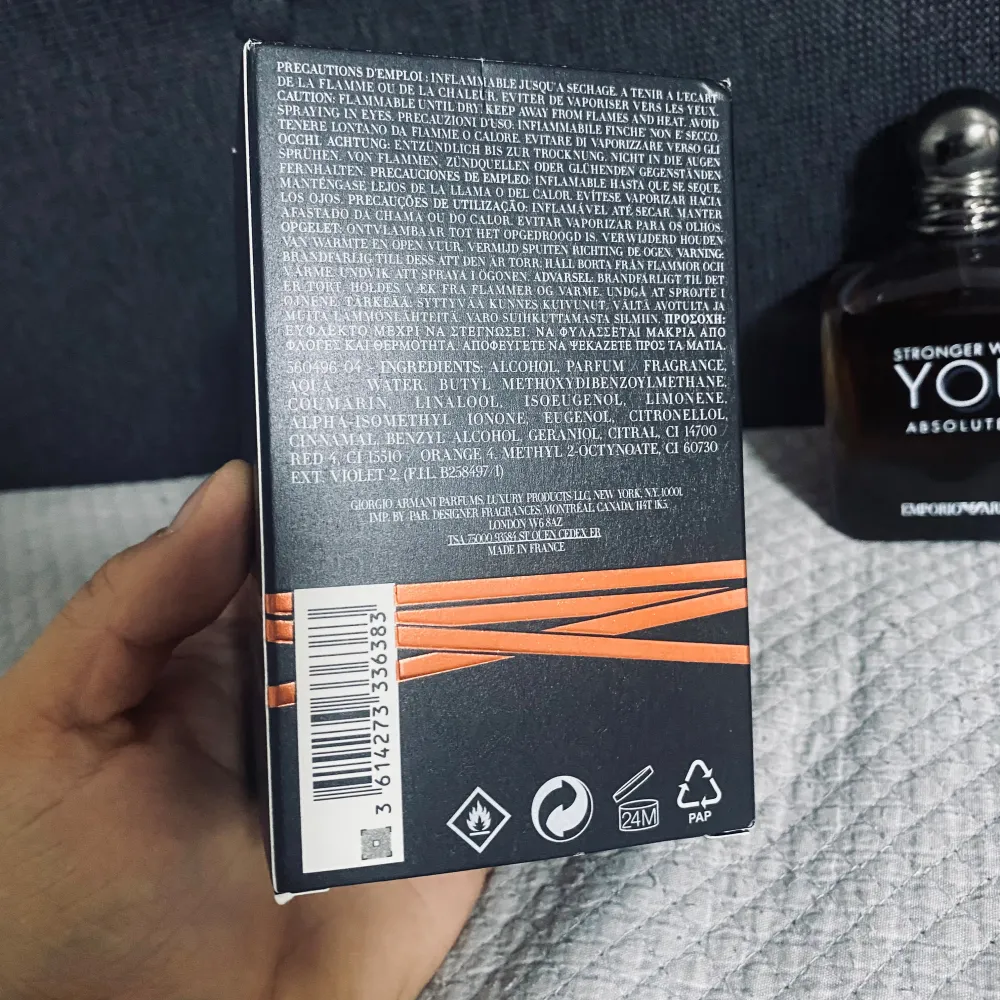 PRECAUTIONS D'EMPLOI : INFLAMMABLE JUSQU'A SECHAGE. A TENIR A L'ECART
DE LA FLAMME OU DE LA CHALEUR. EVITER DE VAPORISER VERS LES YEUX.
CAUTION: FLAMMABLE UNTIL DRY. KEEP AWAY FROM FLAMES AND HEAT. AVOID
SPRAYING IN EYES. PRECAUZIONI D'USO: INFIAMMABILE FINCHE' NON E' SECCO.
TENERE LONTANO DA FIAMME O CALORE. EVITARE DI VAPORIZZARE VERSO GLI
OCCHI. ACHTUNG: ENTZÜNDLICH BIS ZUR TROCKNUNG. NICHT IN DIE AUGEN
SPRÜHEN. VON FLAMMEN, ZÜNDQUELLEN ODER GLÜHENDEN GEGENSTÄNDEN
FERNHALTEN. PRECAUCIONES DE EMPLEO: INFLAMABLE HASTA QUE SE SEQUE.
MANTÉNGASE LEJOS DE LA LLAMA O DEL CALOR. EVÍTESE VAPORIZAR HACIA
LOS OJOS. PRECAUÇÕES DE UTILIZAÇÃO: INFLAMÁVEL ATÉ SECAR. MANTER
AFASTADO DA CHAMA OU DO CALOR. EVITAR VAPORIZAR PARA OS OLHOS.
OPGELET: ONTVLAMBAAR TOT HET OPGEDROOGD IS. VERWIJDERD HOUDEN
VAN WARMTE EN OPEN VUUR. VERMIJD SPUITEN RICHTING DE OGEN. VARNING:
BRANDFARLIG TILL DESS ATT DEN ÄR TORR. HÅLL BORTA FRÅN FLAMMOR OCH
VÄRME. UNDVIK ATT SPRAYA I ÖGONEN. ADVARSEL: BRANDFARLIGT TIL DET
ER TORT. HOLDES VÆK FRA FLAMMER OG VARME. UNDGÅ AT SPRØJTE I
ØJNENE. TÄRKEÄÄ: SYTTYVÄÄ KUNNES KUIVUNUT. VÄLTÄ AVOTULTA JA
MUITA LÄMMÖNLÄHTEITÄ. VARO SUIHKUTTAMASTA SILMIIN. ΠΡΟΣΟΧΗ:
ΕΥΦΛΕΚΤΟ ΜΕΧΡΙ ΝΑ ΣΤΕΓΝΩΣΕΙ. ΝΑ ΦΥΛΑΣΣΕΤΑΙ ΜΑΚΡΙΑ ΑΠΟ
ΦΛΟΓΕΣ ΚΑΙ ΘΕΡΜΟΤΗΤΑ. ΑΠΟΦΕΥΓΕΤΕ ΝΑ ΨΕΚΑΖΕΤΕ ΠΡΟΣ ΤΑ ΜΑΤΙΑ.
560496 04 - INGREDIENTS: ALCOHOL, PARFUM / FRAGRANCE,
AQUA / WATER, BUTYL METHOXYDIBENZOYLMETHANE,
COUMARIN, LINALOOL, ISOEUGENOL, LIMONENE,
ALPHA-ISOMETHYL IONONE, EUGENOL, CITRONELLOL,
CINNAMAL, BENZYL ALCOHOL, GERANIOL, CITRAL, CI 14700 /
RED 4, CI 15510 / ORANGE 4, METHYL 2-OCTYNOATE, CI 60730 /
EXT. VIOLET 2. (F.I.L. B258497/1)
GIORGIO ARMANI PARFUMS, LUXURY PRODUCTS LLC, NEW YORK, N.Y. 10001.
IMP. BY/PAR. DESIGNER FRAGRANCES, MONTRÉAL CANADA H4T 1K5.
LONDON W6 8AZ
TSA 75000 93584 ST OUEN CEDEX-FR
MADE IN FRANCE
3 614273 336383
24M
PAP
STRONGER W
YOU
ABSOLUTE
EMPORIO AR